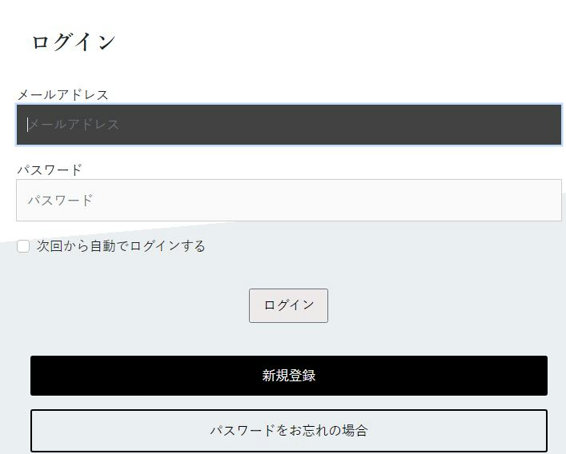 ログイン
メールアドレス
メールアドレス
パスワード
パスワード
次回から自動でログインする
ログイン
新規登録
パスワードをお忘れの場合